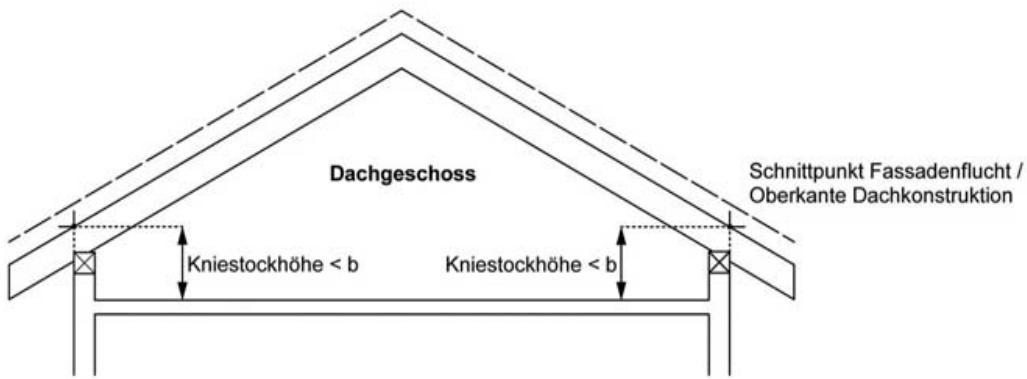 Dachgeschoss
Schnittpunkt Fassadenflucht /
Oberkante Dachkonstruktion
Kniestockhöhe < b
Kniestockhöhe < b